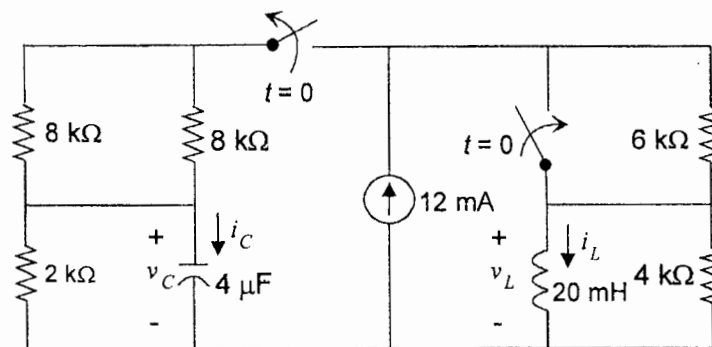 t = 0
8 kΩ
8 kΩ
t = 0
6 kΩ
12 mA
+
i_C
+
i_L
2 kΩ
v_C
4 μF
v_L
20 mH
4 kΩ
-
-